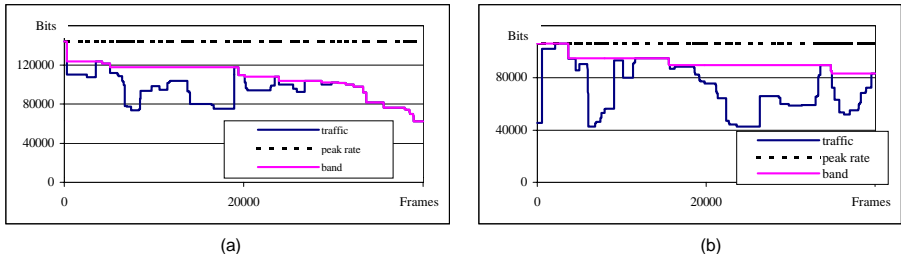 Bits
120000
80000
40000
0
0
20000
Frames
traffic
peak rate
band
(a)
Bits
80000
40000
0
0
20000
Frames
traffic
peak rate
band
(b)